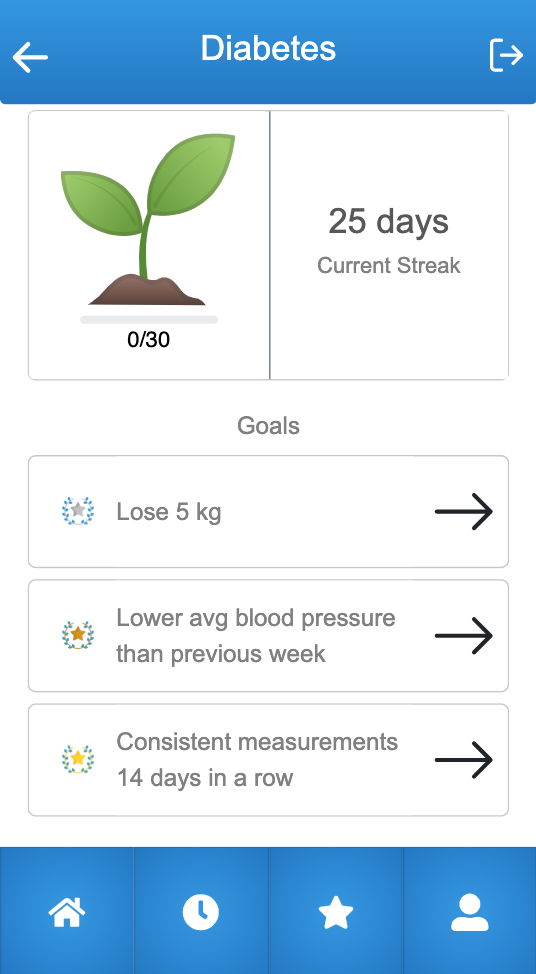 Diabetes
25 days
Current Streak
0/30
Goals
Lose 5 kg
Lower avg blood pressure
than previous week
Consistent measurements
14 days in a row